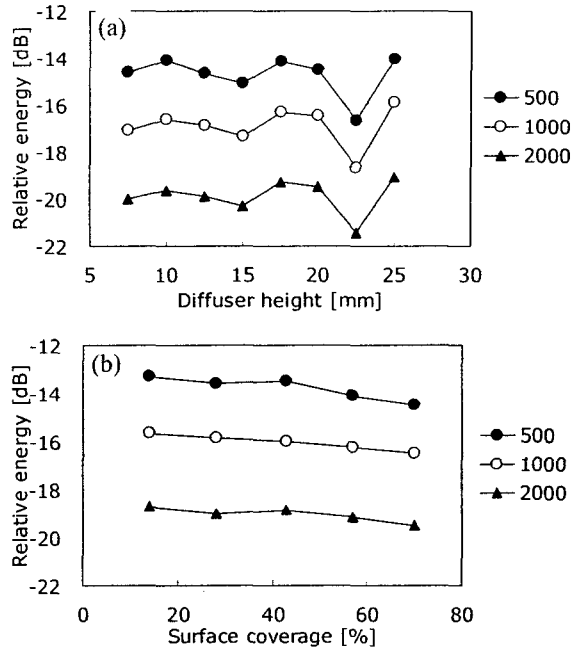 (a)
Relative energy [dB]
-12
-14
-16
-18
-20
-22
5 10 15 20 25 30
Diffuser height [mm]
500
1000
2000
(b)
Relative energy [dB]
-12
-14
-16
-18
-20
-22
0 20 40 60 80
Surface coverage [%]
500
1000
2000